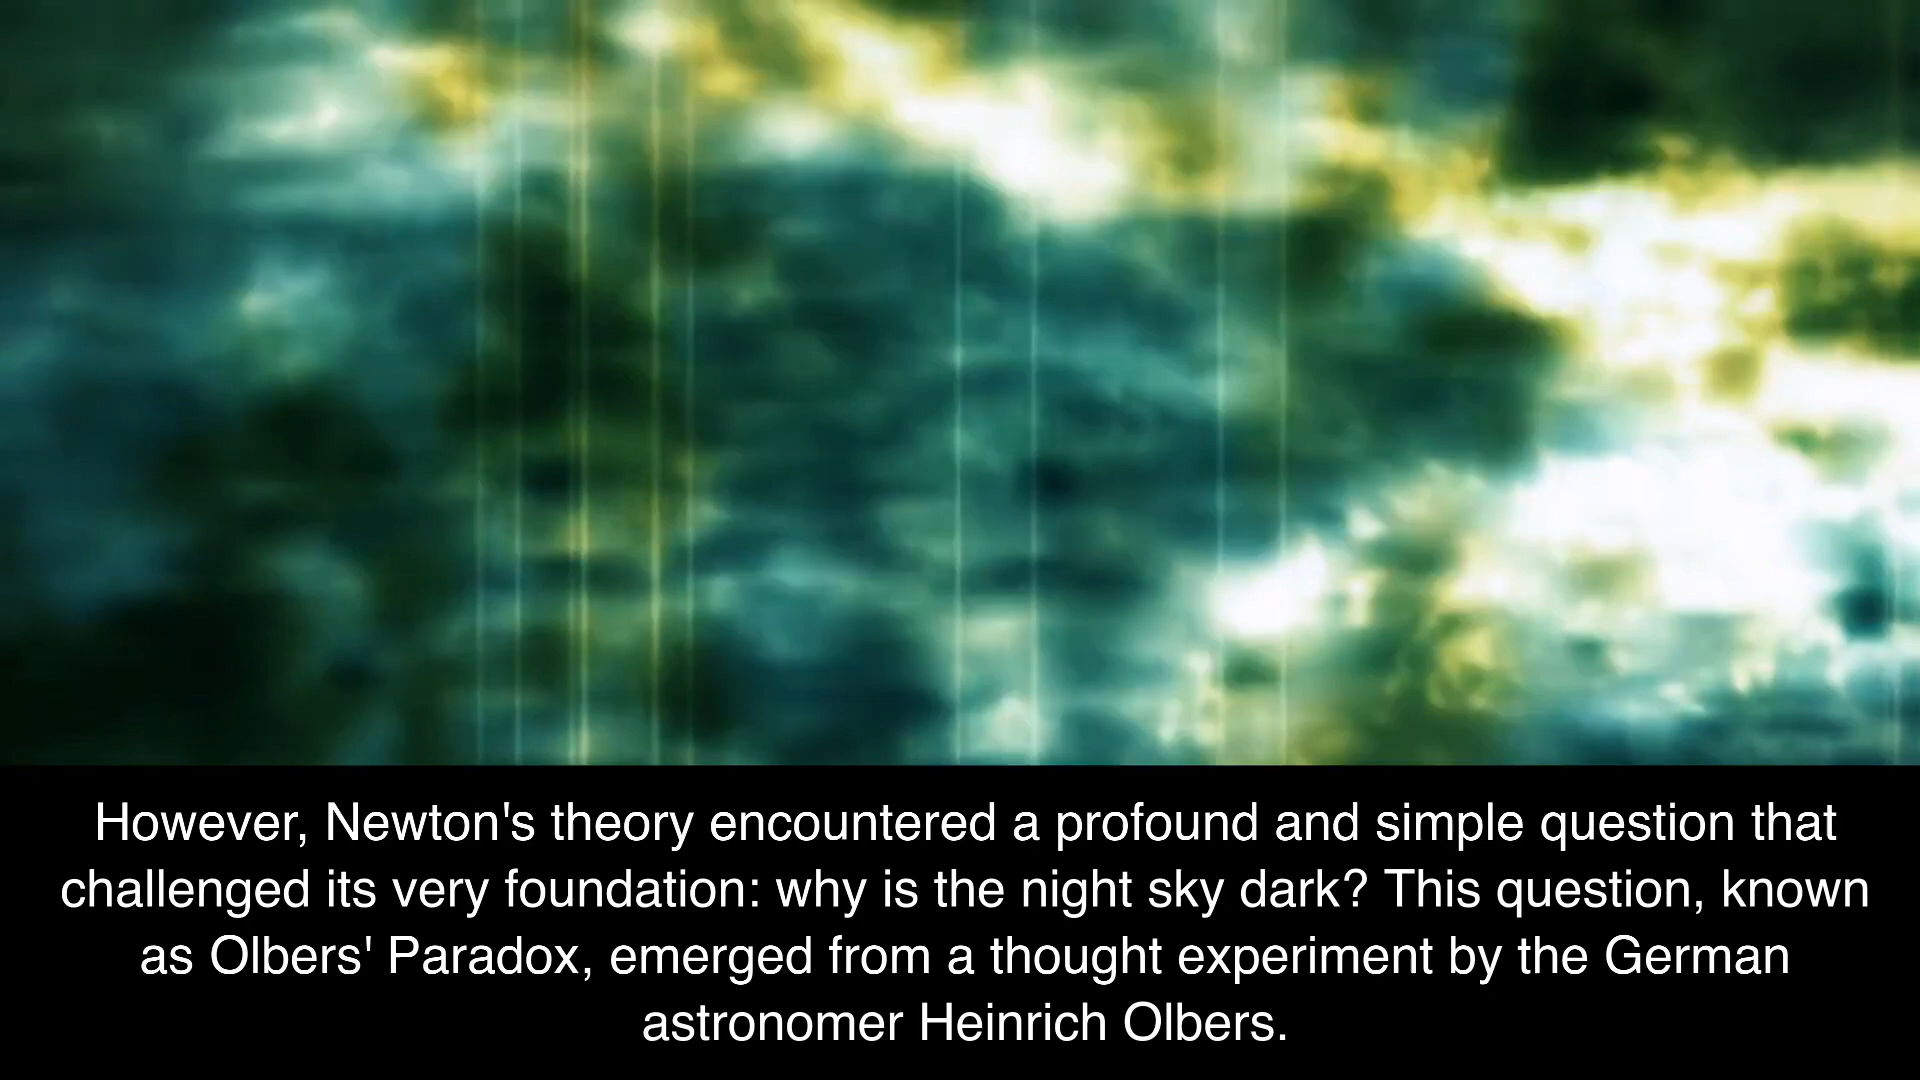 However, Newton's theory encountered a profound and simple question that
challenged its very foundation: why is the night sky dark? This question, known
as Olbers' Paradox, emerged from a thought experiment by the German
astronomer Heinrich Olbers.